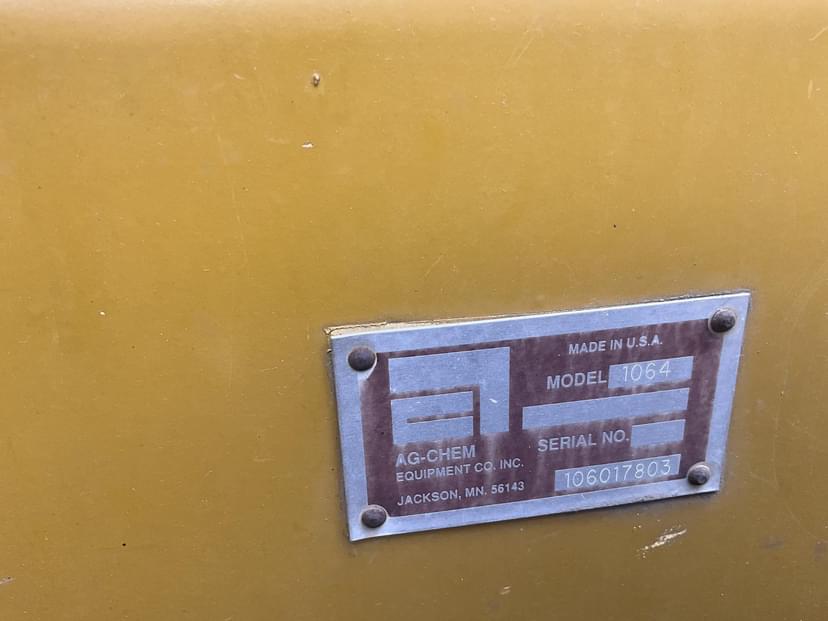 MADE IN U.S.A.
MODEL 1064
SERIAL NO.
106017803
AG-CHEM
EQUIPMENT CO. INC.
JACKSON, MN. 56143